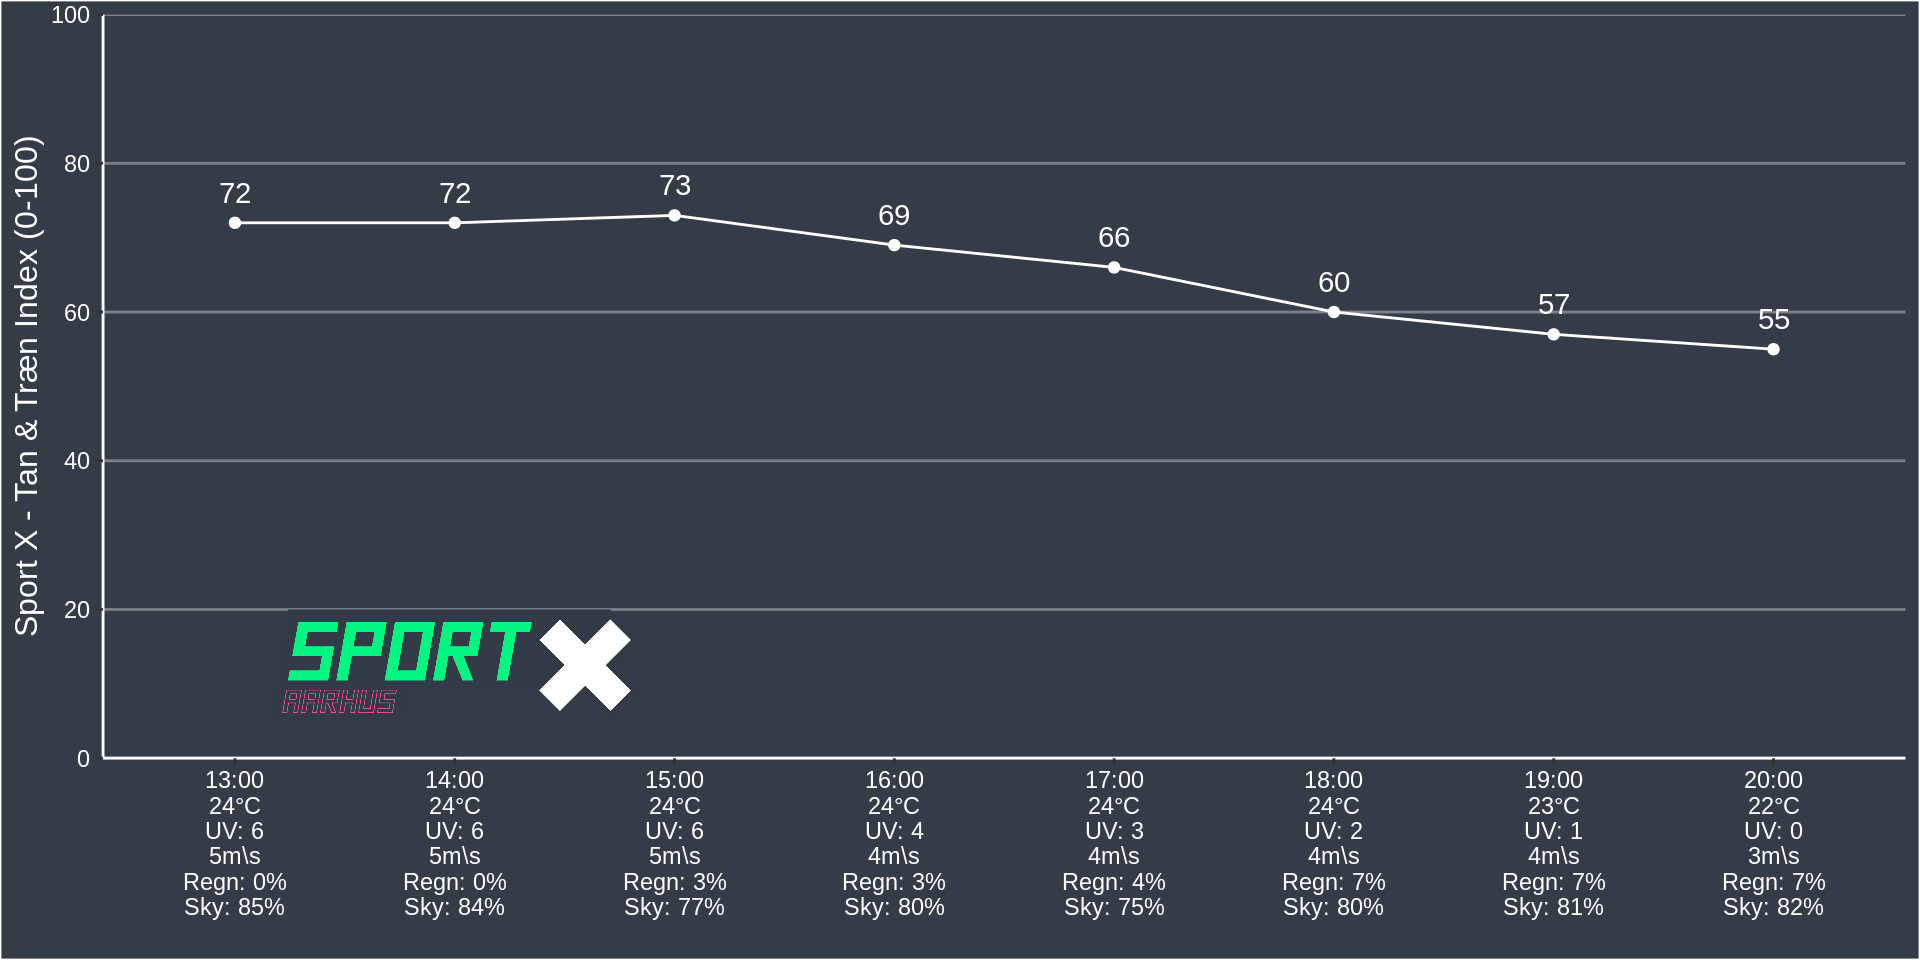 Sport X - Tan & Træn Index (0-100)
100
80
60
40
20
0
72
72
73
69
66
60
57
55
SPORT X
AARHUS
13:00
24°C
UV: 6
5m\s
Regn: 0%
Sky: 85%
14:00
24°C
UV: 6
5m\s
Regn: 0%
Sky: 84%
15:00
24°C
UV: 6
5m\s
Regn: 3%
Sky: 77%
16:00
24°C
UV: 4
4m\s
Regn: 3%
Sky: 80%
17:00
24°C
UV: 3
4m\s
Regn: 4%
Sky: 75%
18:00
24°C
UV: 2
4m\s
Regn: 7%
Sky: 80%
19:00
23°C
UV: 1
4m\s
Regn: 7%
Sky: 81%
20:00
22°C
UV: 0
3m\s
Regn: 7%
Sky: 82%